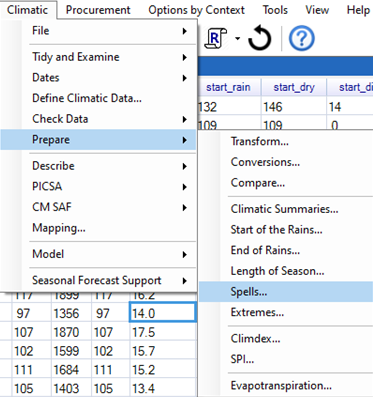 Climatic Procurement Options by Context Tools View Help
File
Tidy and Examine
Dates
Define Climatic Data...
Check Data
Prepare
Describe
PICSA
CM SAF
Mapping...
Model
Seasonal Forecast Support
R ?
start_rain start_dry start_di
132 146 14
109 109 0
Transform...
Conversions...
Compare...
Climatic Summaries...
Start of the Rains...
End of Rains...
Length of Season...
Spells...
Extremes...
Climdex...
SPI...
Evapotranspiration...
117 1899 117 16.2
97 1356 97 14.0
107 1870 107 17.5
102 1599 102 15.7
111 1684 111 15.2
105 1403 105 13.4